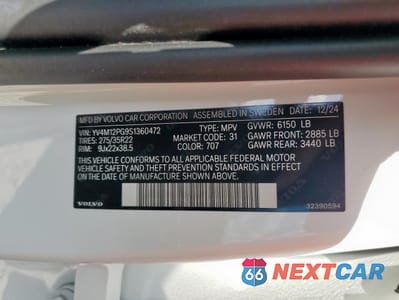 MFD BY VOLVO CAR CORPORATION ASSEMBLED IN SWEDEN DATE: 12/24
VIN: YV4M12PG9S1360472 TYPE: MPV GVWR: 6150 LB
TIRES: 275/35R22 MARKET CODE: 31 GAWR FRONT: 2885 LB
RIM: 9Jx22x38.5 COLOR: 707 GAWR REAR: 3440 LB
THIS VEHICLE CONFORMS TO ALL APPLICABLE FEDERAL MOTOR
VEHICLE SAFETY AND THEFT PREVENTION STANDARDS IN EFFECT
ON THE DATE OF MANUFACTURE SHOWN ABOVE.
VOLVO
32390594
66 NEXTCAR